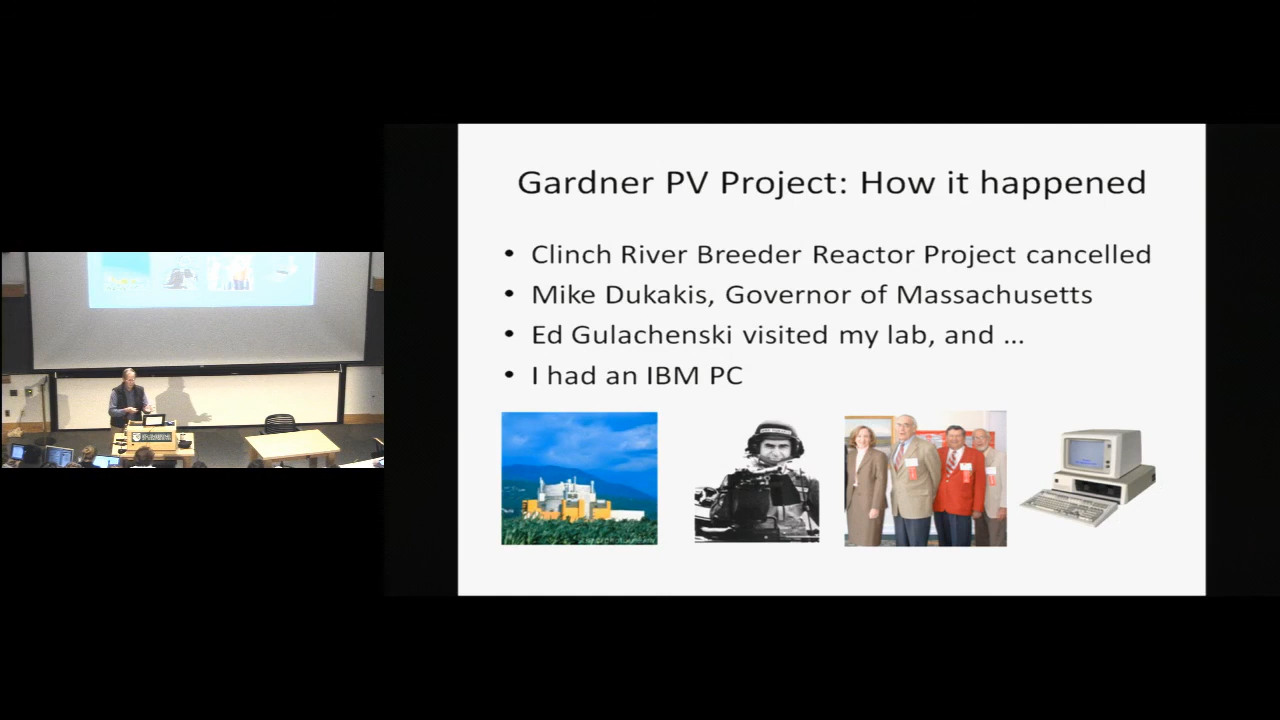 Gardner PV Project: How it happened
• Clinch River Breeder Reactor Project cancelled
• Mike Dukakis, Governor of Massachusetts
• Ed Gulachenski visited my lab, and ...
• I had an IBM PC